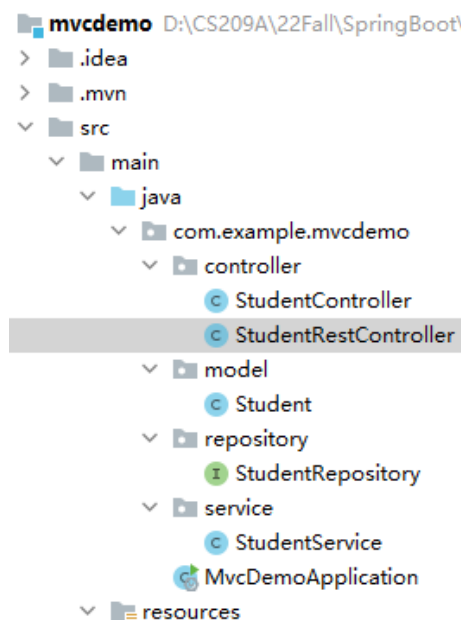 mvcdemo D:\CS209A\22Fall\SpringBoot\
.idea
.mvn
src
main
java
com.example.mvcdemo
controller
StudentController
StudentRestController
model
Student
repository
StudentRepository
service
StudentService
MvcDemoApplication
resources